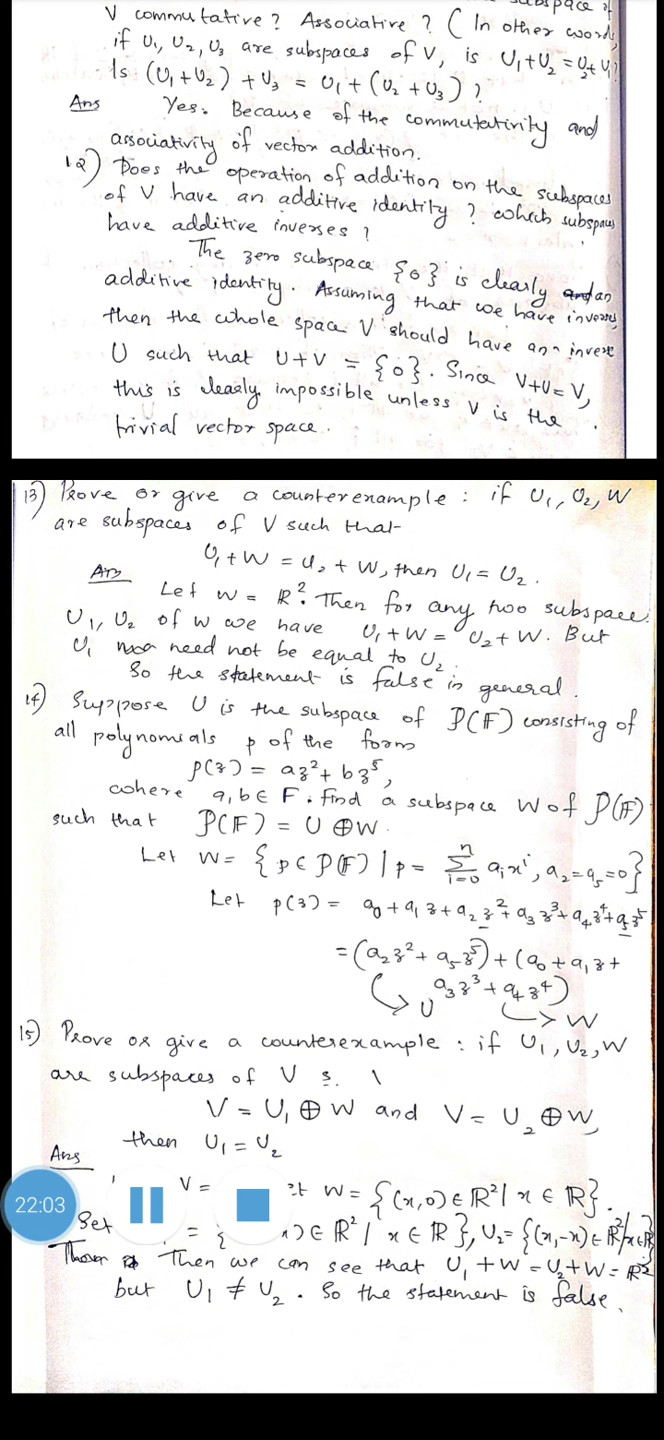 subspace of
V commutative? Associative? (In other words,
if U₁, U₂, U₃ are subspaces of V, is U₁+U₂ = U₂+U₁?
Is (U₁+U₂) + U₃ = U₁ + (U₂ + U₃) ?
Ans Yes. Because of the commutativity and
associativity of vector addition.
12) Does the operation of addition on the subspaces
of V have an additive identity? which subspaces
have additive inverses?
The zero subspace {0} is clearly an
additive identity. Assuming that we have inverses,
then the whole space V should have an inverse
U such that U+V = {0}. Since V+U=V,
this is clearly impossible unless V is the
trivial vector space.
13) Prove or give a counterexample : if U₁, U₂, W
are subspaces of V such that
U₁ + W = U₂ + W, then U₁ = U₂.
Ans Let W = ℝ². Then for any two subspace
U₁, U₂ of W we have U₁+W = U₂+W. But
U₁ need not be equal to U₂.
So the statement is false in general.
14) Suppose U is the subspace of P(F) consisting of
all polynomials p of the form
p(z) = az² + bz⁵,
where a, b ∈ F. Find a subspace W of P(F)
such that P(F) = U ⊕ W.
Let W = { p ∈ P(F) | p = Σⁿᵢ₌₀ aᵢxⁱ, a₂=a₅=0}
Let p(z) = a₀ + a₁z + a₂z² + a₃z³ + a₄z⁴ + a₅z⁵
= (a₂z² + a₅z⁵) + (a₀ + a₁z +
a₃z³ + a₄z⁴)
U
W
15) Prove or give a counterexample : if U₁, U₂, W
are subspaces of V
V = U₁ ⊕ W and V = U₂ ⊕ W,
then U₁ = U₂
Ans
V = W = {(x,0) ∈ ℝ² | x ∈ ℝ}.
22:03
Set = { ) ∈ ℝ² | x ∈ ℝ}, U₂ = {(x,-x) ∈ ℝ² | x ∈ ℝ}
Then we can see that U₁ + W = U₂ + W = ℝ²
but U₁ ≠ U₂. So the statement is false.